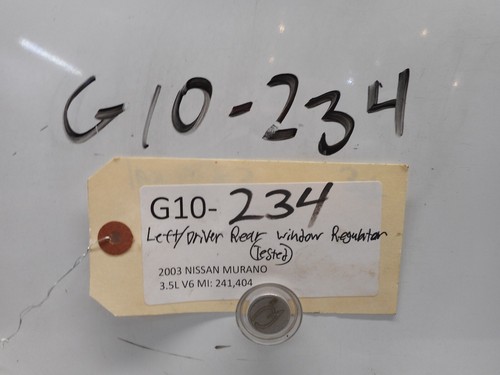 G10-234
G10-234
Left/Driver Rear Window Regulator
(Tested)
2003 NISSAN MURANO
3.5L V6 MI: 241,404